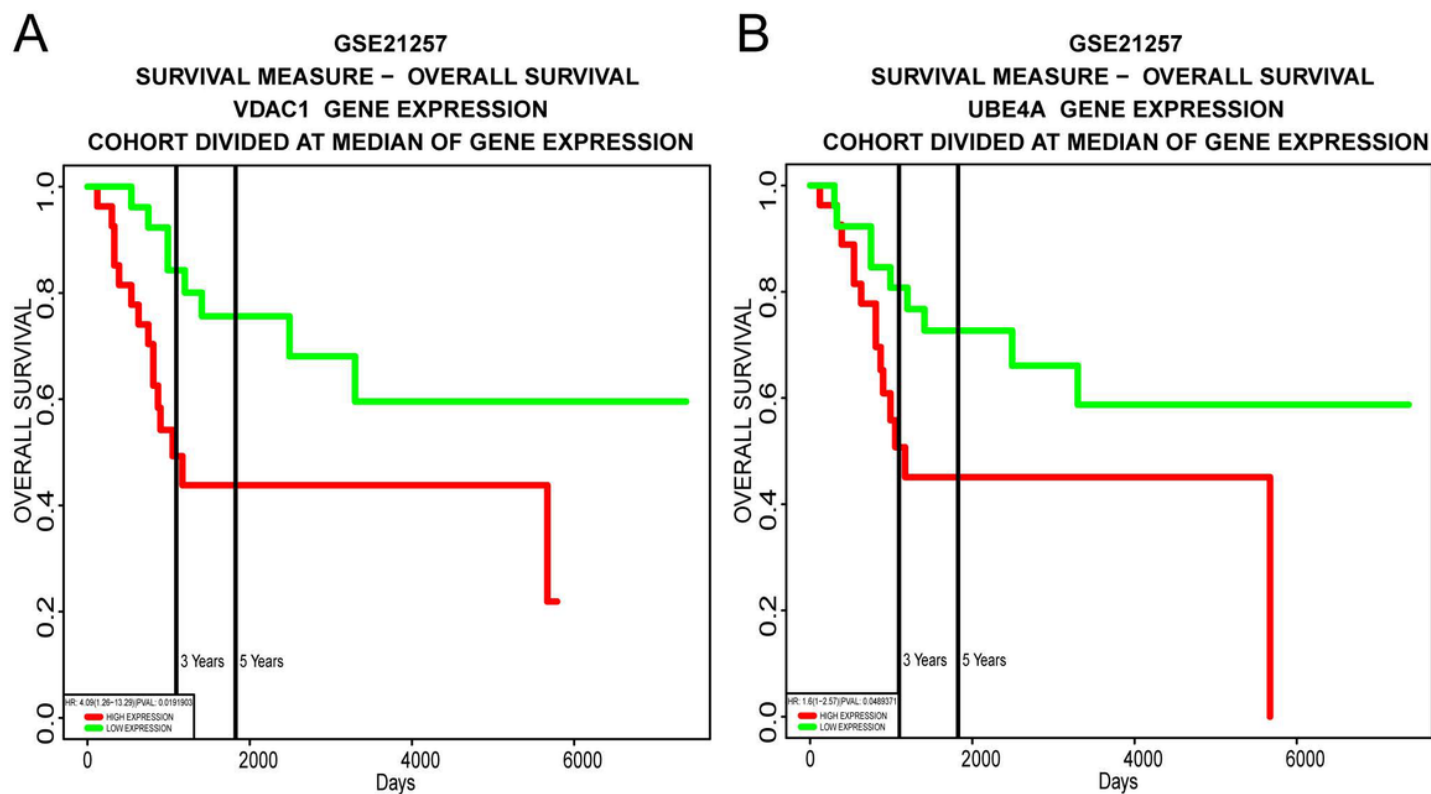 A
GSE21257
SURVIVAL MEASURE − OVERALL SURVIVAL
VDAC1 GENE EXPRESSION
COHORT DIVIDED AT MEDIAN OF GENE EXPRESSION
OVERALL SURVIVAL
1.0
0.8
0.6
0.4
0.2
0.0
3 Years
5 Years
HR: 4.09(1.26−13.29)|PVAL: 0.0191903
HIGH EXPRESSION
LOW EXPRESSION
0 2000 4000 6000
Days
B
GSE21257
SURVIVAL MEASURE − OVERALL SURVIVAL
UBE4A GENE EXPRESSION
COHORT DIVIDED AT MEDIAN OF GENE EXPRESSION
OVERALL SURVIVAL
1.0
0.8
0.6
0.4
0.2
0.0
3 Years
5 Years
HR: 1.6(1−2.57)|PVAL: 0.0489371
HIGH EXPRESSION
LOW EXPRESSION
0 2000 4000 6000
Days